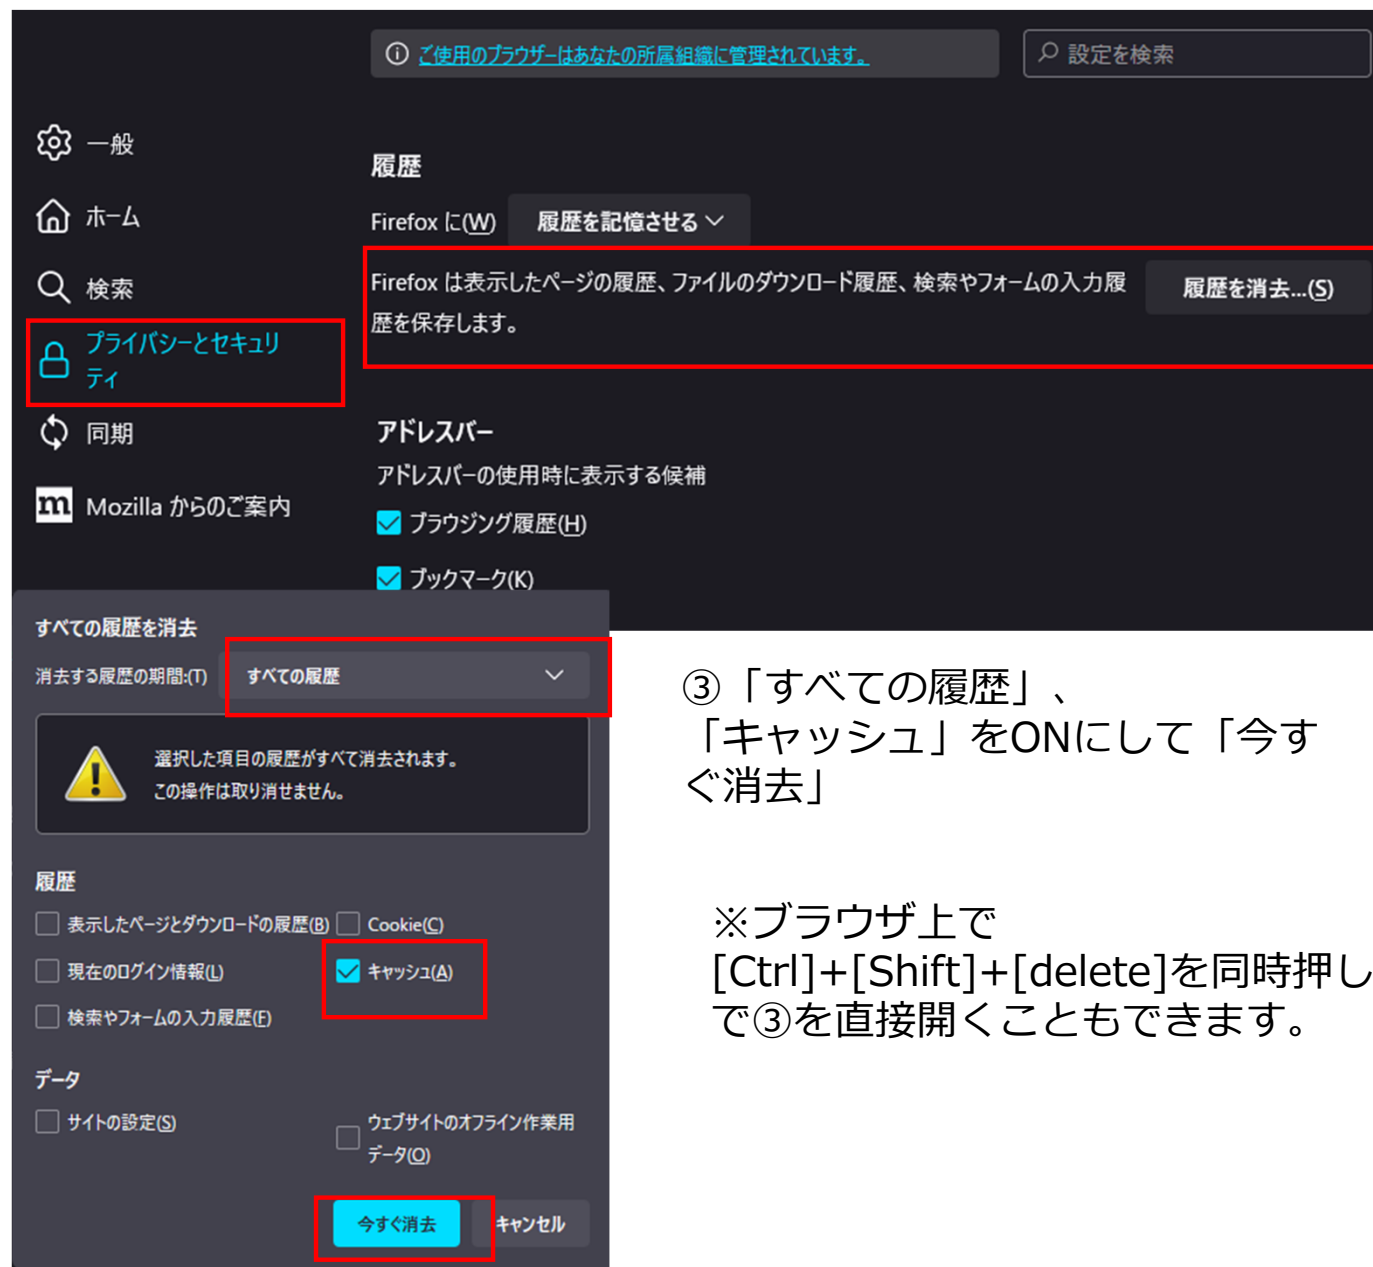 ご使用のブラウザーはあなたの所属組織に管理されています。
設定を検索
一般
ホーム
検索
プライバシーとセキュリ
ティ
同期
m Mozilla からのご案内
履歴
Firefox に(W) 履歴を記憶させる
Firefox は表示したページの履歴、ファイルのダウンロード履歴、検索やフォームの入力履
歴を保存します。
履歴を消去...(S)
アドレスバー
アドレスバーの使用時に表示する候補
ブラウジング履歴(H)
ブックマーク(K)
すべての履歴を消去
消去する履歴の期間:(T) すべての履歴
選択した項目の履歴がすべて消去されます。
この操作は取り消せません。
履歴
表示したページとダウンロードの履歴(B) Cookie(C)
現在のログイン情報(L) キャッシュ(A)
検索やフォームの入力履歴(F)
データ
サイトの設定(S)
ウェブサイトのオフライン作業用
データ(O)
今すぐ消去 キャンセル
③「すべての履歴」、
「キャッシュ」をONにして「今す
ぐ消去」
※ブラウザ上で
[Ctrl]+[Shift]+[delete]を同時押し
で③を直接開くこともできます。